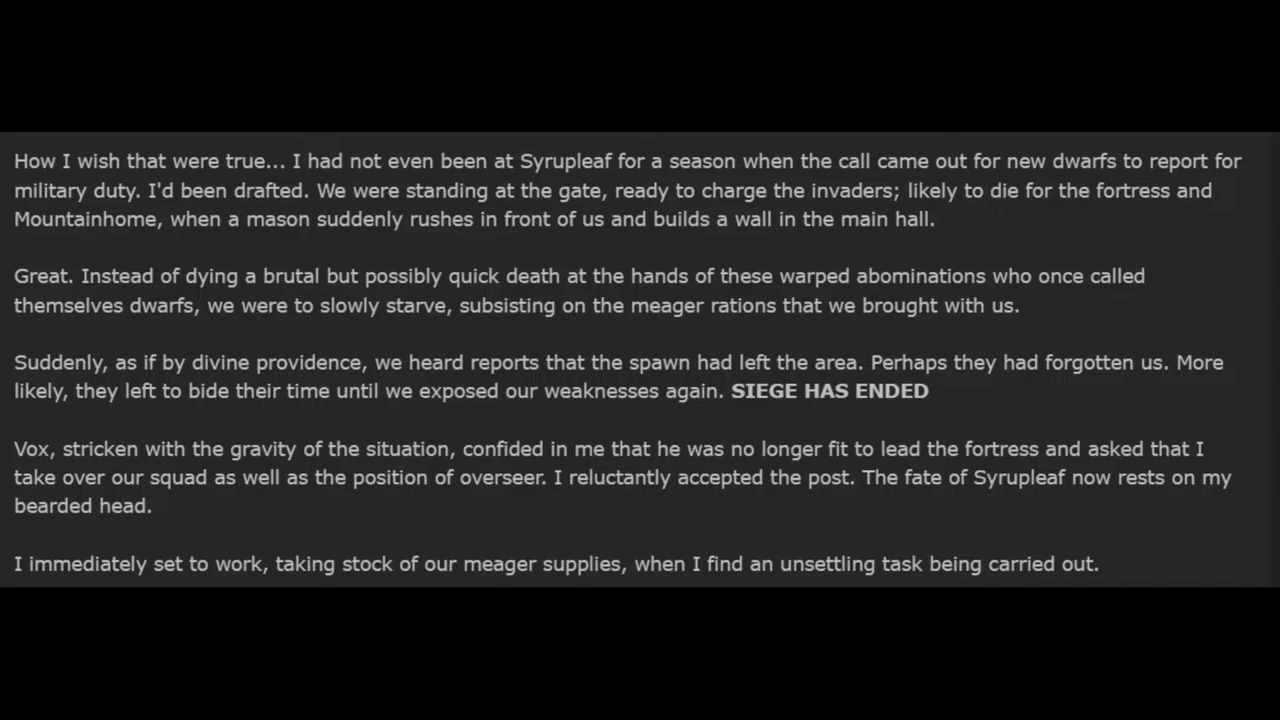 How I wish that were true... I had not even been at Syrupleaf for a season when the call came out for new dwarfs to report for
military duty. I'd been drafted. We were standing at the gate, ready to charge the invaders; likely to die for the fortress and
Mountainhome, when a mason suddenly rushes in front of us and builds a wall in the main hall.
Great. Instead of dying a brutal but possibly quick death at the hands of these warped abominations who once called
themselves dwarfs, we were to slowly starve, subsisting on the meager rations that we brought with us.
Suddenly, as if by divine providence, we heard reports that the spawn had left the area. Perhaps they had forgotten us. More
likely, they left to bide their time until we exposed our weaknesses again. SIEGE HAS ENDED
Vox, stricken with the gravity of the situation, confided in me that he was no longer fit to lead the fortress and asked that I
take over our squad as well as the position of overseer. I reluctantly accepted the post. The fate of Syrupleaf now rests on my
bearded head.
I immediately set to work, taking stock of our meager supplies, when I find an unsettling task being carried out.